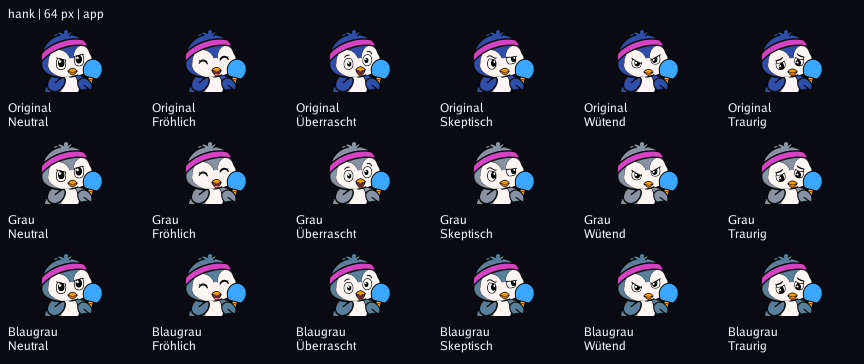 hank | 64 px | app
Original Original Original Original Original Original
Neutral Fröhlich Überrascht Skeptisch Wütend Traurig
Grau Grau Grau Grau Grau Grau
Neutral Fröhlich Überrascht Skeptisch Wütend Traurig
Blaugrau Blaugrau Blaugrau Blaugrau Blaugrau Blaugrau
Neutral Fröhlich Überrascht Skeptisch Wütend Traurig